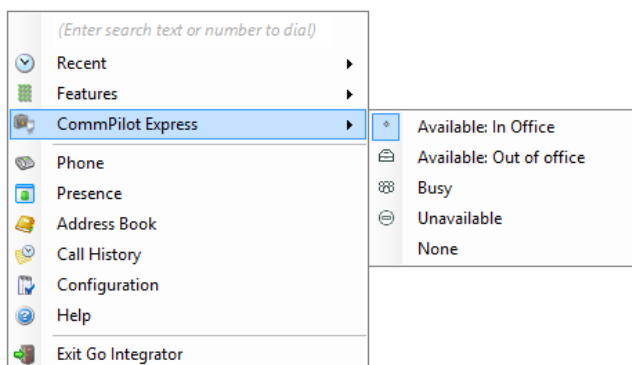 (Enter search text or number to dial)
Recent
Features
CommPilot Express
Phone
Presence
Address Book
Call History
Configuration
Help
Exit Go Integrator
Available: In Office
Available: Out of office
Busy
Unavailable
None